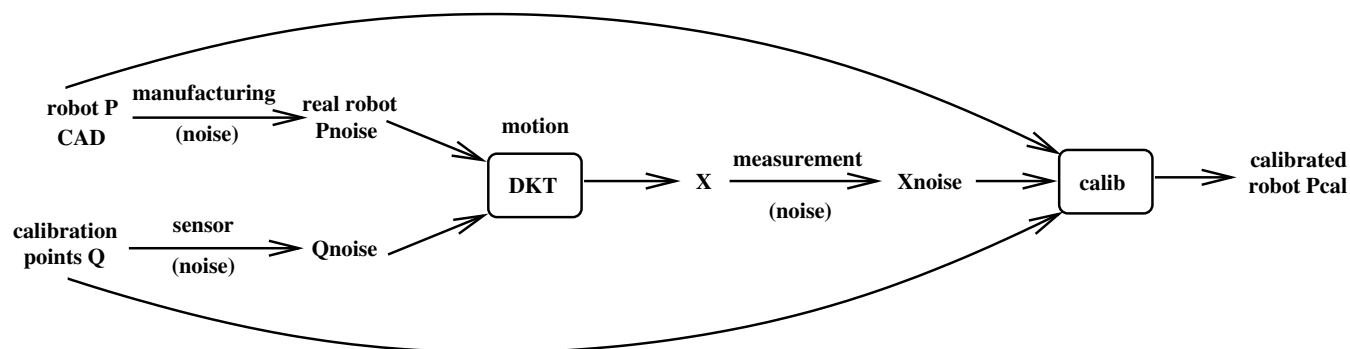 robot P
CAD
manufacturing
(noise)
real robot
Pnoise
motion
DKT
X
measurement
(noise)
Xnoise
calib
calibrated
robot Pcal
calibration
points Q
sensor
(noise)
Qnoise